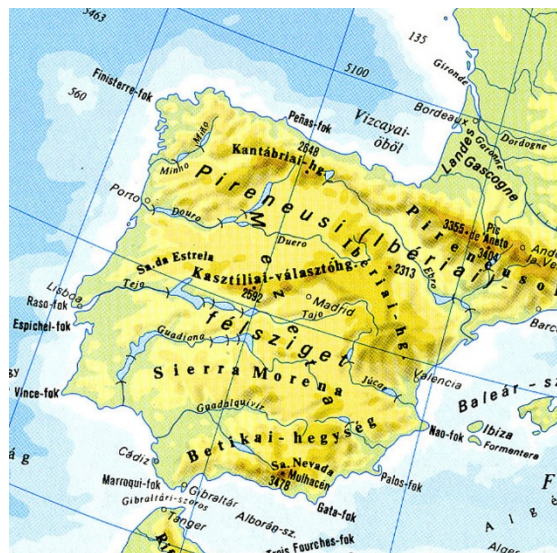 5463
135
Gironde
5100
Finisterre-fok
560
Peñas-fok
Vizcayai-
öböl
Bordeaux
Dordogne
Garonne
Landes
Gascogne
Miño
Minho
2648
Kantábriai-hg.
Pireneusi (Ibériai)-
félsziget
Pireneusok
Pic
de Aneto
3355
3404
Porto
Douro
Duero
Mezeta
Ibériai-hg.
2313
Ebro
Sa.da Estrela
Kasztíliai-választóhg.
2592
Madrid
Lisboa
Tejo
Tajo
Raso-fok
Espichel-fok
Guadiana
Sierra Morena
Júcar
Valencia
Baleár-
Ibiza
Formentera
Vince-fok
Guadalquivir
Betikai-hegység
Nao-fok
Cádiz
Sa.Nevada
Mulhacén
3478
Palos-fok
Marroqui-fok
Gibraltár
Gibraltári-szoros
Gata-fok
Tanger
Alborág-sz.
Fourches-fok